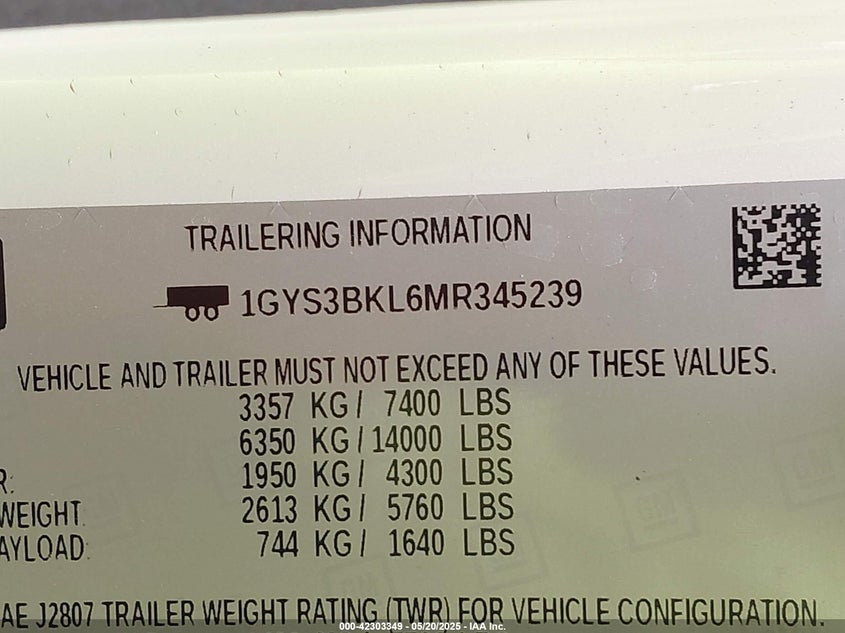 TRAILERING INFORMATION
1GYS3BKL6MR345239
VEHICLE AND TRAILER MUST NOT EXCEED ANY OF THESE VALUES.
3357 KG/ 7400 LBS
6350 KG/14000 LBS
R: 1950 KG/ 4300 LBS
WEIGHT: 2613 KG/ 5760 LBS
AYLOAD: 744 KG/ 1640 LBS
AE J2807 TRAILER WEIGHT RATING (TWR) FOR VEHICLE CONFIGURATION.
000-42303349 - 05/20/2025 - IAA Inc.